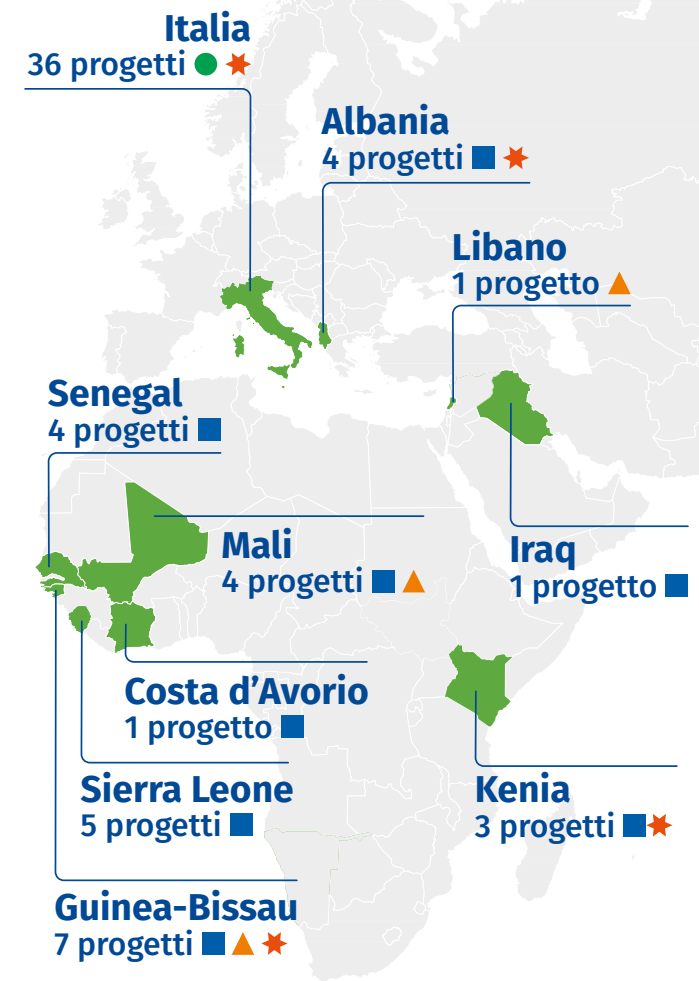 Italia
36 progetti
Albania
4 progetti
Libano
1 progetto
Senegal
4 progetti
Mali
4 progetti
Iraq
1 progetto
Costa d’Avorio
1 progetto
Sierra Leone
5 progetti
Kenia
3 progetti
Guinea-Bissau
7 progetti